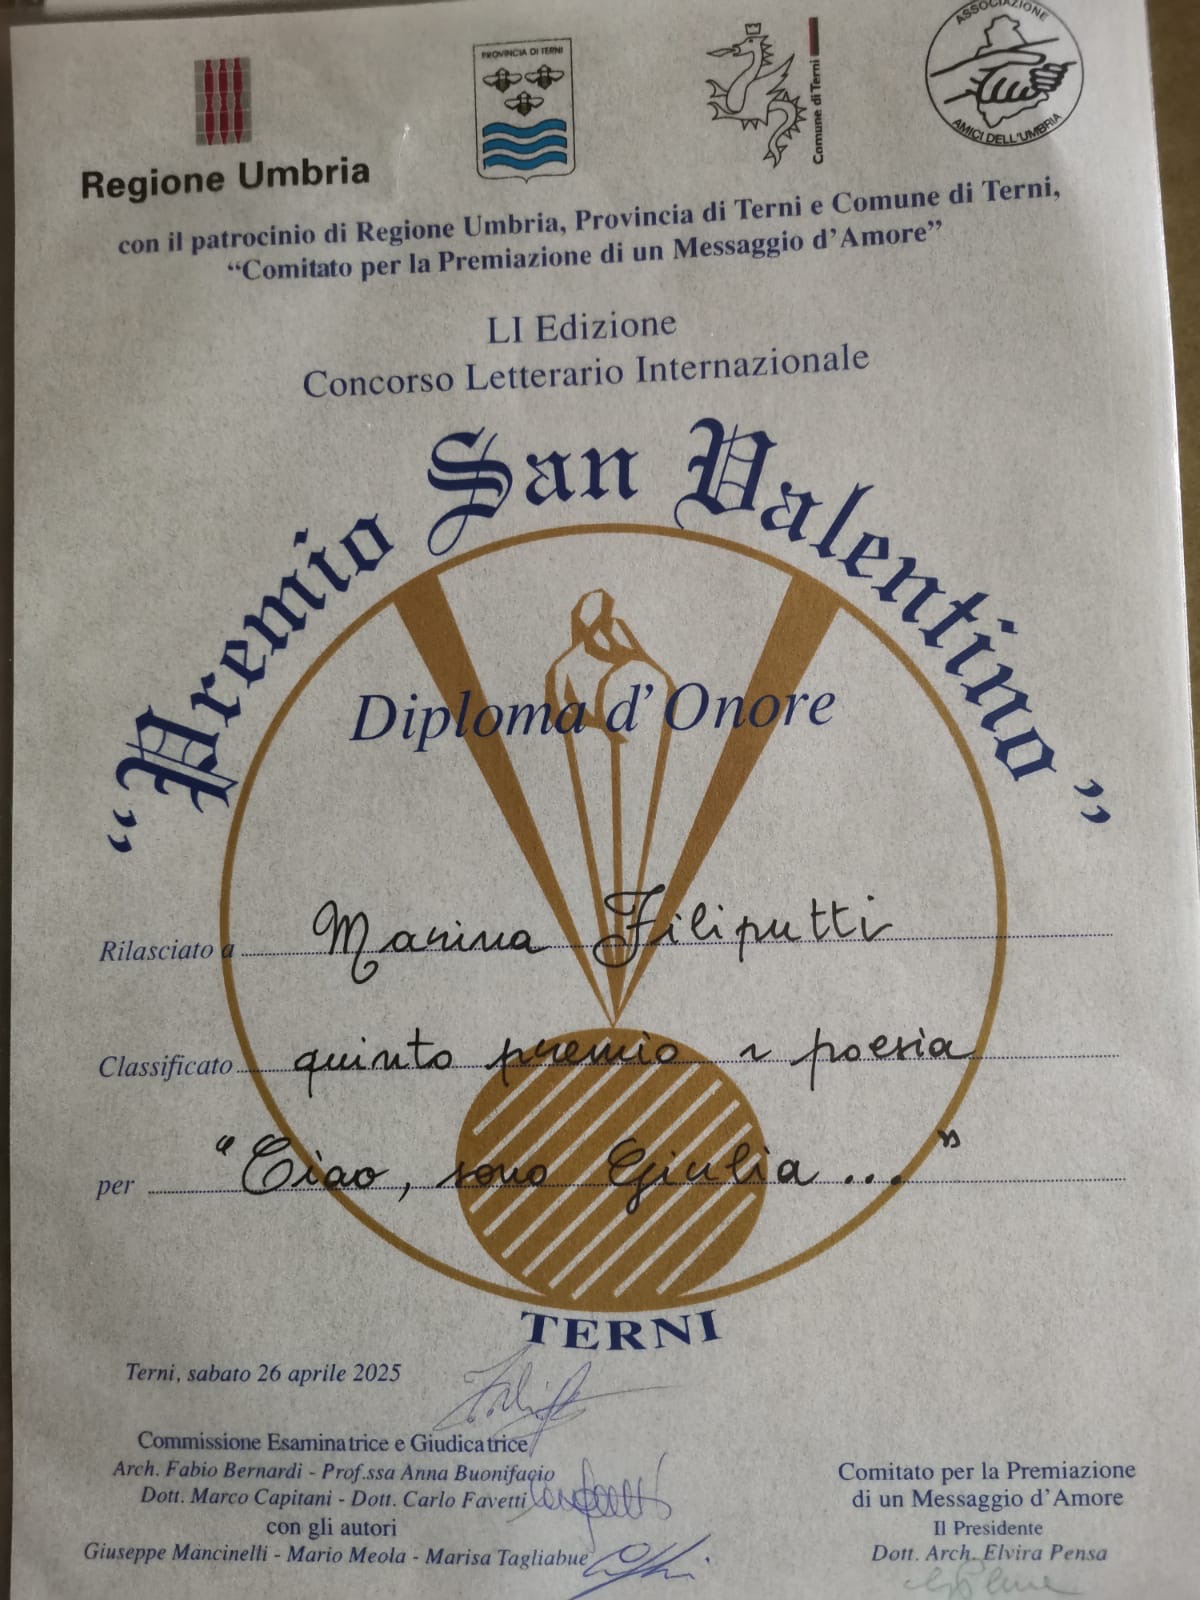 Regione Umbria
PROVINCIA DI TERNI
Comune di Terni
ASSOCIAZIONE
AMICI DELL'UMBRIA
con il patrocinio di Regione Umbria, Provincia di Terni e Comune di Terni,
“Comitato per la Premiazione di un Messaggio d’Amore”
LI Edizione
Concorso Letterario Internazionale
“Premio San Valentino”
Diploma d’Onore
Rilasciato a Marina Filiputti
Classificato quinto premio ~ poesia
per “Ciao, sono Giulia...”
TERNI
Terni, sabato 26 aprile 2025
Commissione Esaminatrice e Giudicatrice
Arch. Fabio Bernardi - Prof.ssa Anna Buonifacio
Dott. Marco Capitani - Dott. Carlo Favetti
con gli autori
Giuseppe Mancinelli - Mario Meola - Marisa Tagliabue
Comitato per la Premiazione
di un Messaggio d’Amore
Il Presidente
Dott. Arch. Elvira Pensa